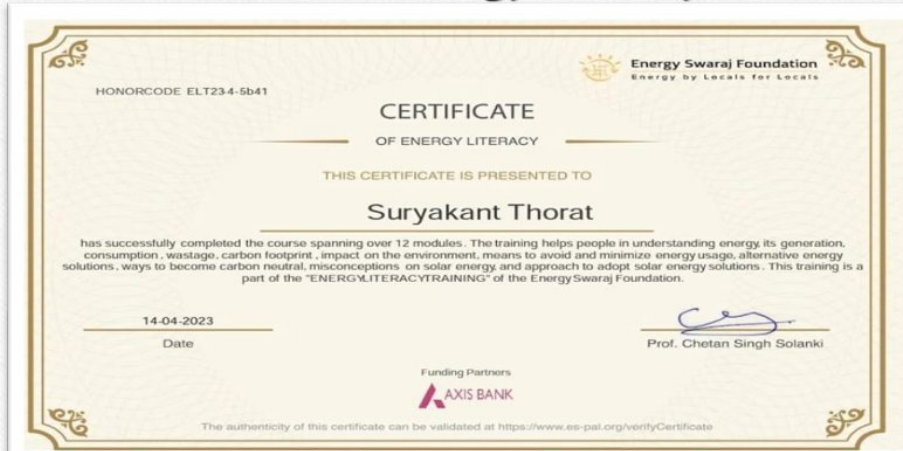 Energy Swaraj Foundation
Energy by Locals for Locals
HONORCODE ELT234-5b41
CERTIFICATE
OF ENERGY LITERACY
THIS CERTIFICATE IS PRESENTED TO
Suryakant Thorat
has successfully completed the course spanning over 12 modules. The training helps people in understanding energy, its generation,
consumption, wastage, carbon footprint, impact on the environment, means to avoid and minimize energy usage, alternative energy
solutions, ways to become carbon neutral, misconceptions on solar energy, and approach to adopt solar energy solutions. This training is a
part of the "ENERGYLITERACYTRAINING" of the Energy Swaraj Foundation.
14-04-2023
Date
Prof. Chetan Singh Solanki
Funding Partners
AXIS BANK
The authenticity of this certificate can be validated at https://www.es-pal.org/verifyCertificate